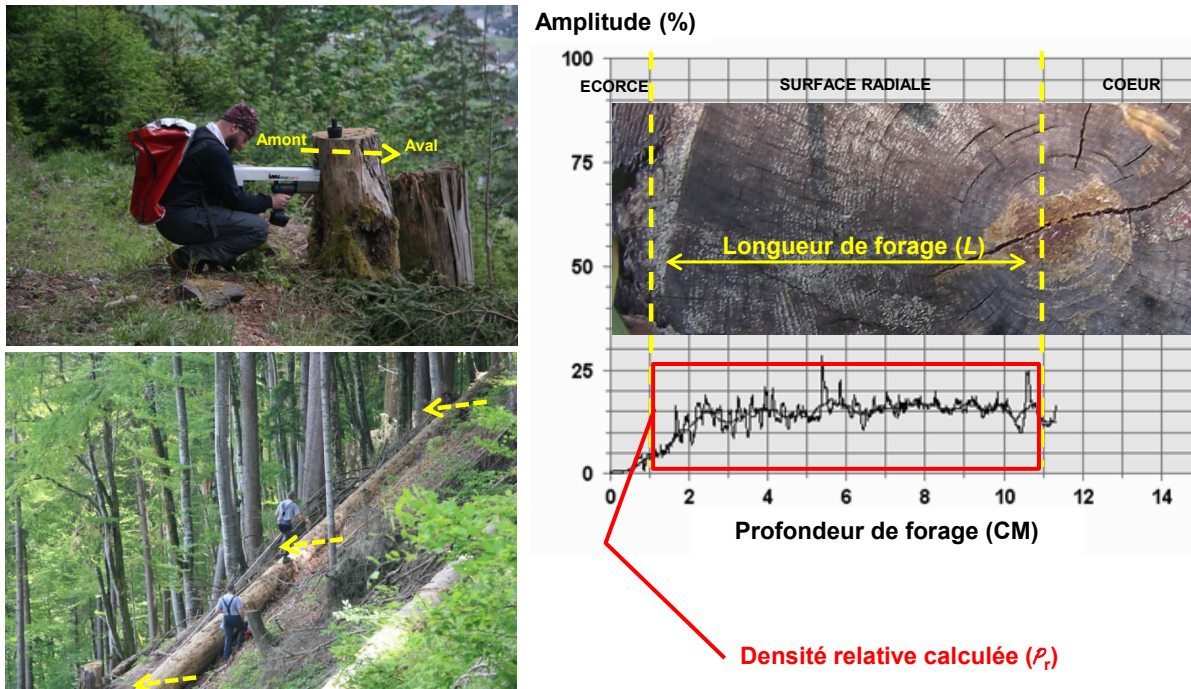 Amont
Aval
Amplitude (%)
100
ECORCE
SURFACE RADIALE
COEUR
75
Longueur de forage (L)
50
25
0
0 2 4 6 8 10 12 14
Profondeur de forage (CM)
Densité relative calculée (ρr)